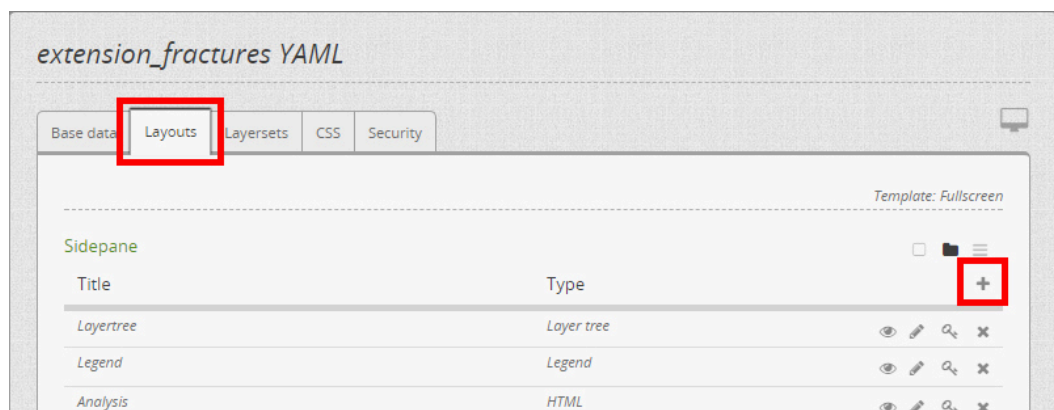 extension_fractures YAML
Base data Layouts Layersets CSS Security
Template: Fullscreen
Sidepane
Title Type
Layertree Layer tree
Legend Legend
Analysis HTML